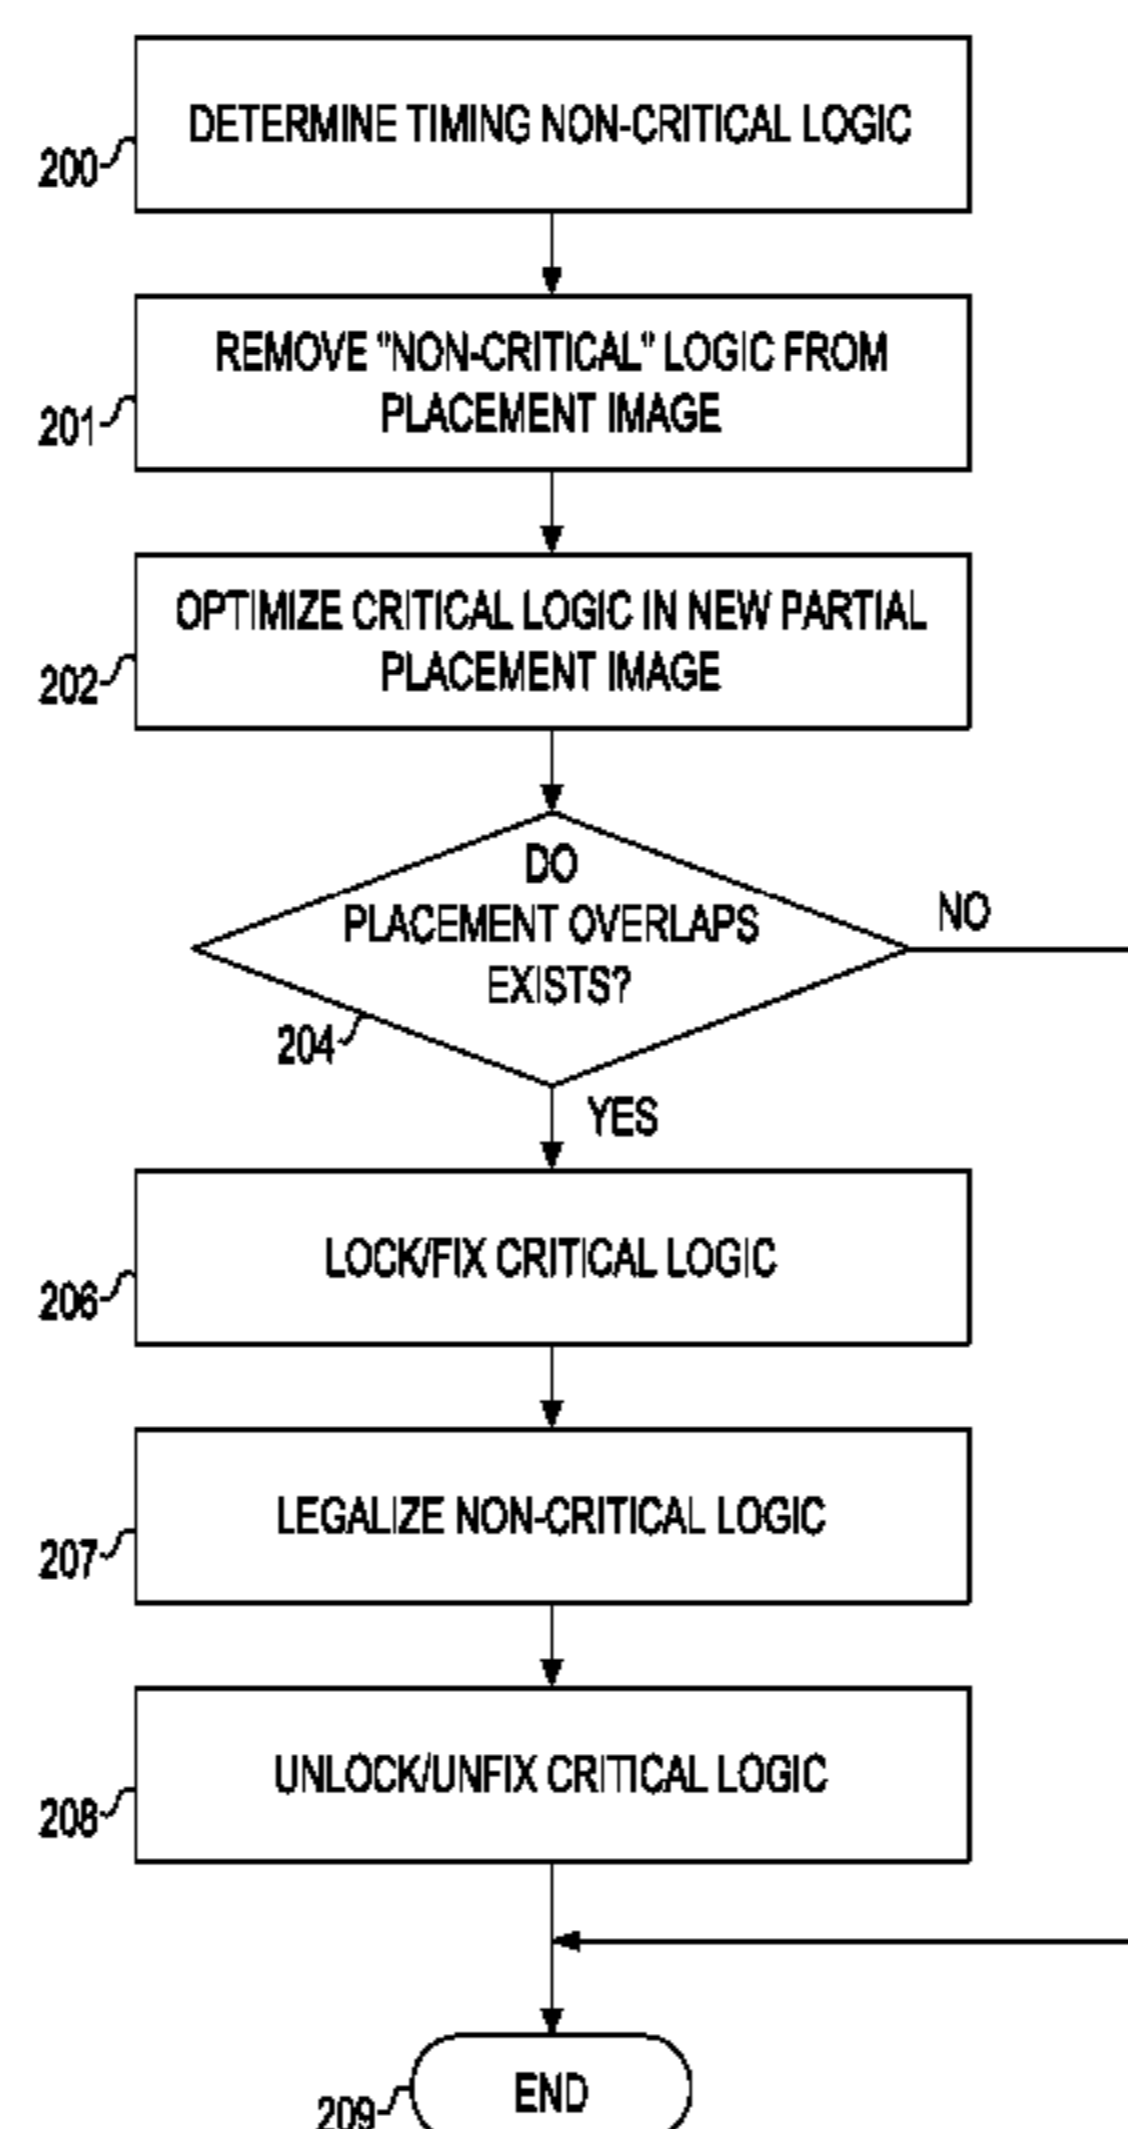 DETERMINE TIMING NON-CRITICAL LOGIC
200
REMOVE "NON-CRITICAL" LOGIC FROM
PLACEMENT IMAGE
201
OPTIMIZE CRITICAL LOGIC IN NEW PARTIAL
PLACEMENT IMAGE
202
DO
PLACEMENT OVERLAPS
EXISTS?
NO
204
YES
LOCK/FIX CRITICAL LOGIC
206
LEGALIZE NON-CRITICAL LOGIC
207
UNLOCK/UNFIX CRITICAL LOGIC
208
END
209